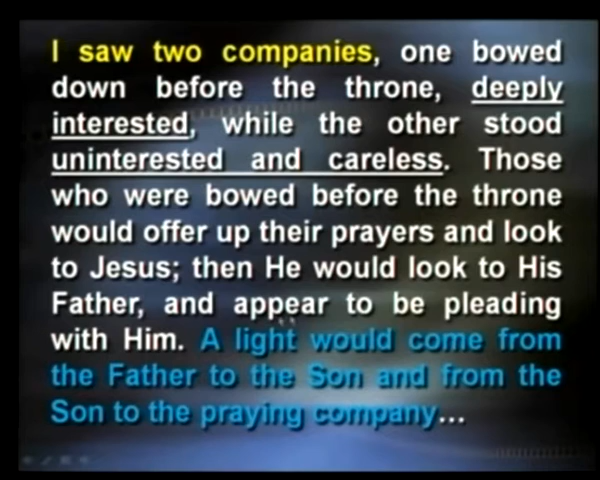 I saw two companies, one bowed
down before the throne, deeply
interested, while the other stood
uninterested and careless. Those
who were bowed before the throne
would offer up their prayers and look
to Jesus; then He would look to His
Father, and appear to be pleading
with Him. A light would come from
the Father to the Son and from the
Son to the praying company...